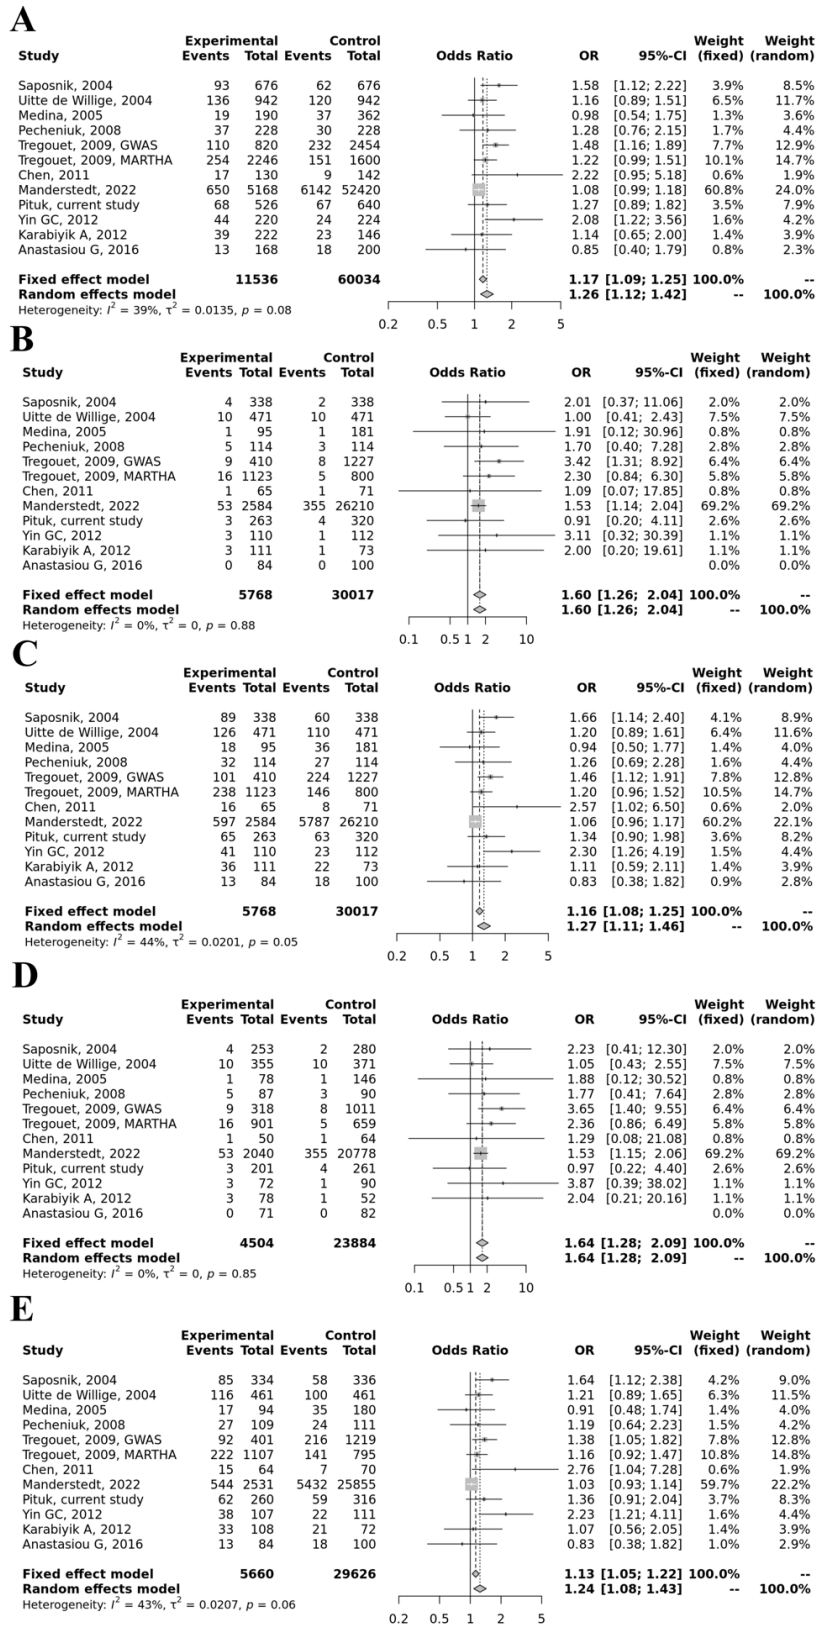 A
Experimental Control Weight Weight
Study Events Total Events Total Odds Ratio OR 95%-CI (fixed) (random)
Saposnik, 2004 93 676 62 676 1.58 [1.12; 2.22] 3.9% 8.5%
Uitte de Willige, 2004 136 942 120 942 1.16 [0.89; 1.51] 6.5% 11.7%
Medina, 2005 19 190 37 362 0.98 [0.54; 1.75] 1.3% 3.6%
Pecheniuk, 2008 37 228 30 228 1.28 [0.76; 2.15] 1.7% 4.4%
Tregouet, 2009, GWAS 110 820 232 2454 1.48 [1.16; 1.89] 7.7% 12.9%
Tregouet, 2009, MARTHA 254 2246 151 1600 1.22 [0.99; 1.51] 10.1% 14.7%
Chen, 2011 17 130 9 142 2.22 [0.95; 5.18] 0.6% 1.9%
Manderstedt, 2022 650 5168 6142 52420 1.08 [0.99; 1.18] 60.8% 24.0%
Pituk, current study 68 526 67 640 1.27 [0.89; 1.82] 3.5% 7.9%
Yin GC, 2012 44 220 24 224 2.08 [1.22; 3.56] 1.6% 4.2%
Karabiyik A, 2012 39 222 23 146 1.14 [0.65; 2.00] 1.4% 3.9%
Anastasiou G, 2016 13 168 18 200 0.85 [0.40; 1.79] 0.8% 2.3%
Fixed effect model 11536 60034 1.17 [1.09; 1.25] 100.0% --
Random effects model 1.26 [1.12; 1.42] -- 100.0%
Heterogeneity: I² = 39%, τ² = 0.0135, p = 0.08
0.2 0.5 1 2 5
B
Experimental Control Weight Weight
Study Events Total Events Total Odds Ratio OR 95%-CI (fixed) (random)
Saposnik, 2004 4 338 2 338 2.01 [0.37; 11.06] 2.0% 2.0%
Uitte de Willige, 2004 10 471 10 471 1.00 [0.41; 2.43] 7.5% 7.5%
Medina, 2005 1 95 1 181 1.91 [0.12; 30.96] 0.8% 0.8%
Pecheniuk, 2008 5 114 3 114 1.70 [0.40; 7.28] 2.8% 2.8%
Tregouet, 2009, GWAS 9 410 8 1227 3.42 [1.31; 8.92] 6.4% 6.4%
Tregouet, 2009, MARTHA 16 1123 5 800 2.30 [0.84; 6.30] 5.8% 5.8%
Chen, 2011 1 65 1 71 1.09 [0.07; 17.85] 0.8% 0.8%
Manderstedt, 2022 53 2584 355 26210 1.53 [1.14; 2.04] 69.2% 69.2%
Pituk, current study 3 263 4 320 0.91 [0.20; 4.11] 2.6% 2.6%
Yin GC, 2012 3 110 1 112 3.11 [0.32; 30.39] 1.1% 1.1%
Karabiyik A, 2012 3 111 1 73 2.00 [0.20; 19.61] 1.1% 1.1%
Anastasiou G, 2016 0 84 0 100 0.0% 0.0%
Fixed effect model 5768 30017 1.60 [1.26; 2.04] 100.0% --
Random effects model 1.60 [1.26; 2.04] -- 100.0%
Heterogeneity: I² = 0%, τ² = 0, p = 0.88
0.1 0.5 1 2 10
C
Experimental Control Weight Weight
Study Events Total Events Total Odds Ratio OR 95%-CI (fixed) (random)
Saposnik, 2004 89 338 60 338 1.66 [1.14; 2.40] 4.1% 8.9%
Uitte de Willige, 2004 126 471 110 471 1.20 [0.89; 1.61] 6.4% 11.6%
Medina, 2005 18 95 36 181 0.94 [0.50; 1.77] 1.4% 4.0%
Pecheniuk, 2008 32 114 27 114 1.26 [0.69; 2.28] 1.6% 4.4%
Tregouet, 2009, GWAS 101 410 224 1227 1.46 [1.12; 1.91] 7.8% 12.8%
Tregouet, 2009, MARTHA 238 1123 146 800 1.20 [0.96; 1.52] 10.5% 14.7%
Chen, 2011 16 65 8 71 2.57 [1.02; 6.50] 0.6% 2.0%
Manderstedt, 2022 597 2584 5787 26210 1.06 [0.96; 1.17] 60.2% 22.1%
Pituk, current study 65 263 63 320 1.34 [0.90; 1.98] 3.6% 8.2%
Yin GC, 2012 41 110 23 112 2.30 [1.26; 4.19] 1.5% 4.4%
Karabiyik A, 2012 36 111 22 73 1.11 [0.59; 2.11] 1.4% 3.9%
Anastasiou G, 2016 13 84 18 100 0.83 [0.38; 1.82] 0.9% 2.8%
Fixed effect model 5768 30017 1.16 [1.08; 1.25] 100.0% --
Random effects model 1.27 [1.11; 1.46] -- 100.0%
Heterogeneity: I² = 44%, τ² = 0.0201, p = 0.05
0.2 0.5 1 2 5
D
Experimental Control Weight Weight
Study Events Total Events Total Odds Ratio OR 95%-CI (fixed) (random)
Saposnik, 2004 4 253 2 280 2.23 [0.41; 12.30] 2.0% 2.0%
Uitte de Willige, 2004 10 355 10 371 1.05 [0.43; 2.55] 7.5% 7.5%
Medina, 2005 1 78 1 146 1.88 [0.12; 30.52] 0.8% 0.8%
Pecheniuk, 2008 5 87 3 90 1.77 [0.41; 7.64] 2.8% 2.8%
Tregouet, 2009, GWAS 9 318 8 1011 3.65 [1.40; 9.55] 6.4% 6.4%
Tregouet, 2009, MARTHA 16 901 5 659 2.36 [0.86; 6.49] 5.8% 5.8%
Chen, 2011 1 50 1 64 1.29 [0.08; 21.08] 0.8% 0.8%
Manderstedt, 2022 53 2040 355 20778 1.53 [1.15; 2.06] 69.2% 69.2%
Pituk, current study 3 201 4 261 0.97 [0.22; 4.40] 2.6% 2.6%
Yin GC, 2012 3 72 1 90 3.87 [0.39; 38.02] 1.1% 1.1%
Karabiyik A, 2012 3 78 1 52 2.04 [0.21; 20.16] 1.1% 1.1%
Anastasiou G, 2016 0 71 0 82 0.0% 0.0%
Fixed effect model 4504 23884 1.64 [1.28; 2.09] 100.0% --
Random effects model 1.64 [1.28; 2.09] -- 100.0%
Heterogeneity: I² = 0%, τ² = 0, p = 0.85
0.1 0.5 1 2 10
E
Experimental Control Weight Weight
Study Events Total Events Total Odds Ratio OR 95%-CI (fixed) (random)
Saposnik, 2004 85 334 58 336 1.64 [1.12; 2.38] 4.2% 9.0%
Uitte de Willige, 2004 116 461 100 461 1.21 [0.89; 1.65] 6.3% 11.5%
Medina, 2005 17 94 35 180 0.91 [0.48; 1.74] 1.4% 4.0%
Pecheniuk, 2008 27 109 24 111 1.19 [0.64; 2.23] 1.5% 4.2%
Tregouet, 2009, GWAS 92 401 216 1219 1.38 [1.05; 1.82] 7.8% 12.8%
Tregouet, 2009, MARTHA 222 1107 141 795 1.16 [0.92; 1.47] 10.8% 14.8%
Chen, 2011 15 64 7 70 2.76 [1.04; 7.28] 0.6% 1.9%
Manderstedt, 2022 544 2531 5432 25855 1.03 [0.93; 1.14] 59.7% 22.2%
Pituk, current study 62 260 59 316 1.36 [0.91; 2.04] 3.7% 8.3%
Yin GC, 2012 38 107 22 111 2.23 [1.21; 4.11] 1.6% 4.4%
Karabiyik A, 2012 33 108 21 72 1.07 [0.56; 2.05] 1.4% 3.9%
Anastasiou G, 2016 13 84 18 100 0.83 [0.38; 1.82] 1.0% 2.9%
Fixed effect model 5660 29626 1.13 [1.05; 1.22] 100.0% --
Random effects model 1.24 [1.08; 1.43] -- 100.0%
Heterogeneity: I² = 43%, τ² = 0.0207, p = 0.06
0.2 0.5 1 2 5